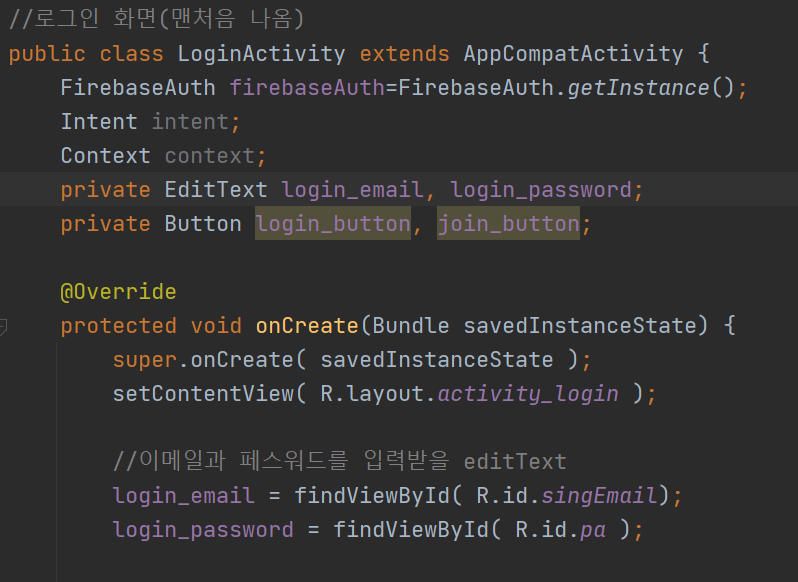 //로그인 화면(맨처음 나옴)
public class LoginActivity extends AppCompatActivity {
FirebaseAuth firebaseAuth=FirebaseAuth.getInstance();
Intent intent;
Context context;
private EditText login_email, login_password;
private Button login_button, join_button;
@Override
protected void onCreate(Bundle savedInstanceState) {
super.onCreate( savedInstanceState );
setContentView( R.layout.activity_login );
//이메일과 페스워드를 입력받을 editText
login_email = findViewById( R.id.singEmail);
login_password = findViewById( R.id.pa );